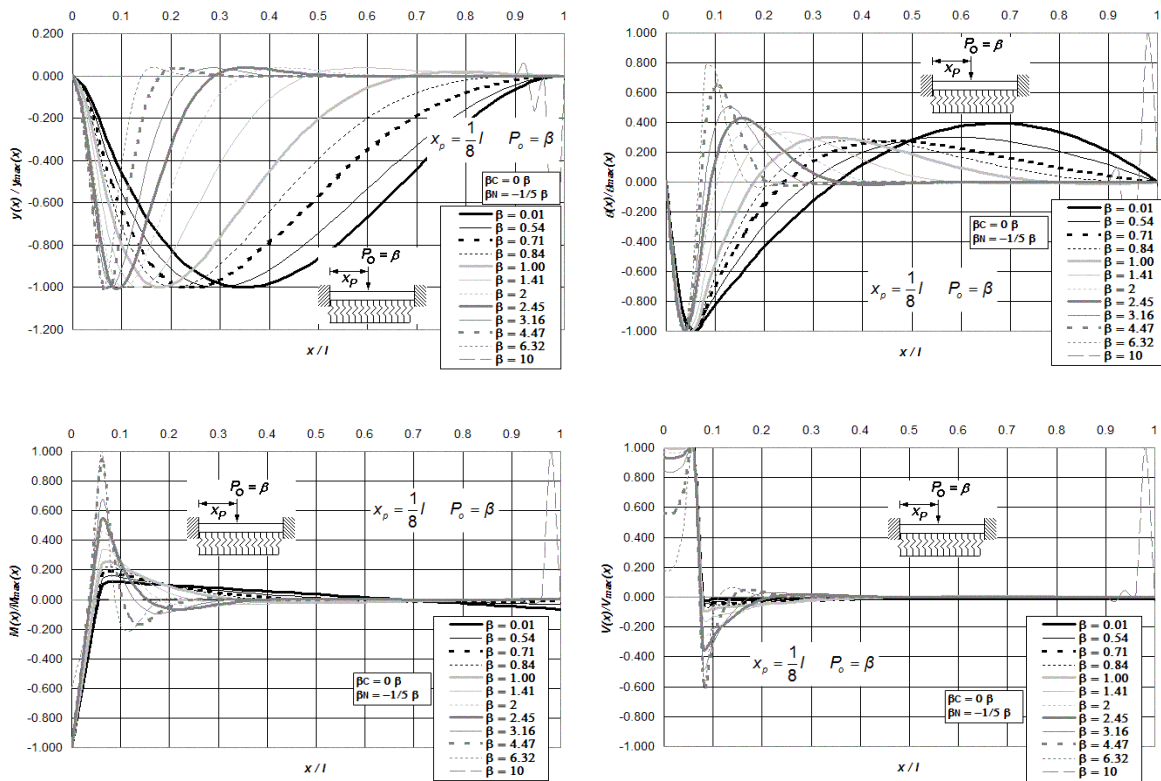 0 0.1 0.2 0.3 0.4 0.5 0.6 0.7 0.8 0.9 1
0.200
0.000
-0.200
-0.400
-0.600
-0.800
-1.000
-1.200
y(x) / ymax(x)
x / l
Po = β
xP
xp = 1/8 l Po = β
βC = 0 β
βN = −1/5 β
β = 0.01
β = 0.54
β = 0.71
β = 0.84
β = 1.00
β = 1.41
β = 2
β = 2.45
β = 3.16
β = 4.47
β = 6.32
β = 10
0 0.1 0.2 0.3 0.4 0.5 0.6 0.7 0.8 0.9 1
1.000
0.800
0.600
0.400
0.200
0.000
-0.200
-0.400
-0.600
-0.800
-1.000
x / l
Po = β
xP
xp = 1/8 l Po = β
βC = 0 β
βN = −1/5 β
β = 0.01
β = 0.54
β = 0.71
β = 0.84
β = 1.00
β = 1.41
β = 2
β = 2.45
β = 3.16
β = 4.47
β = 6.32
β = 10
0 0.1 0.2 0.3 0.4 0.5 0.6 0.7 0.8 0.9 1
1.000
0.800
0.600
0.400
0.200
0.000
-0.200
-0.400
-0.600
-0.800
-1.000
M(x)/Mmax(x)
x / l
Po = β
xP
xp = 1/8 l Po = β
βC = 0 β
βN = −1/5 β
β = 0.01
β = 0.54
β = 0.71
β = 0.84
β = 1.00
β = 1.41
β = 2
β = 2.45
β = 3.16
β = 4.47
β = 6.32
β = 10
0 0.1 0.2 0.3 0.4 0.5 0.6 0.7 0.8 0.9 1
1.000
0.800
0.600
0.400
0.200
0.000
-0.200
-0.400
-0.600
-0.800
-1.000
V(x)/Vmax(x)
x / l
Po = β
xP
xp = 1/8 l Po = β
βC = 0 β
βN = −1/5 β
β = 0.01
β = 0.54
β = 0.71
β = 0.84
β = 1.00
β = 1.41
β = 2
β = 2.45
β = 3.16
β = 4.47
β = 6.32
β = 10